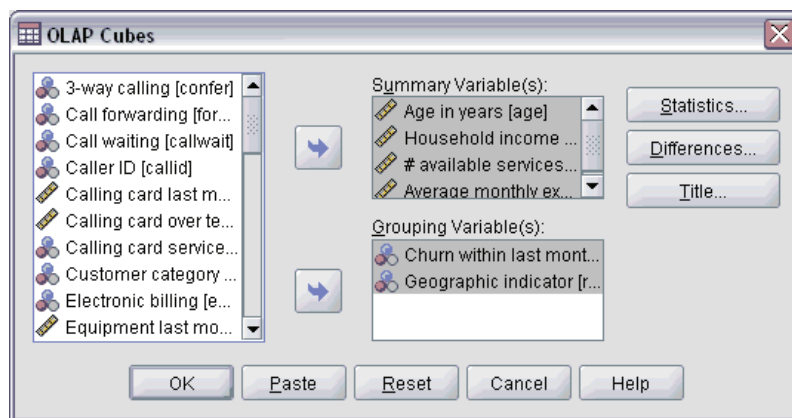 OLAP Cubes
3-way calling [confer]
Call forwarding [for...
Call waiting [callwait]
Caller ID [callid]
Calling card last m...
Calling card over te...
Calling card service...
Customer category ...
Electronic billing [e...
Equipment last mo...
Summary Variable(s):
Age in years [age]
Household income ...
# available services...
Average monthly ex...
Grouping Variable(s):
Churn within last mont...
Geographic indicator [r...
Statistics...
Differences...
Title...
OK
Paste
Reset
Cancel
Help